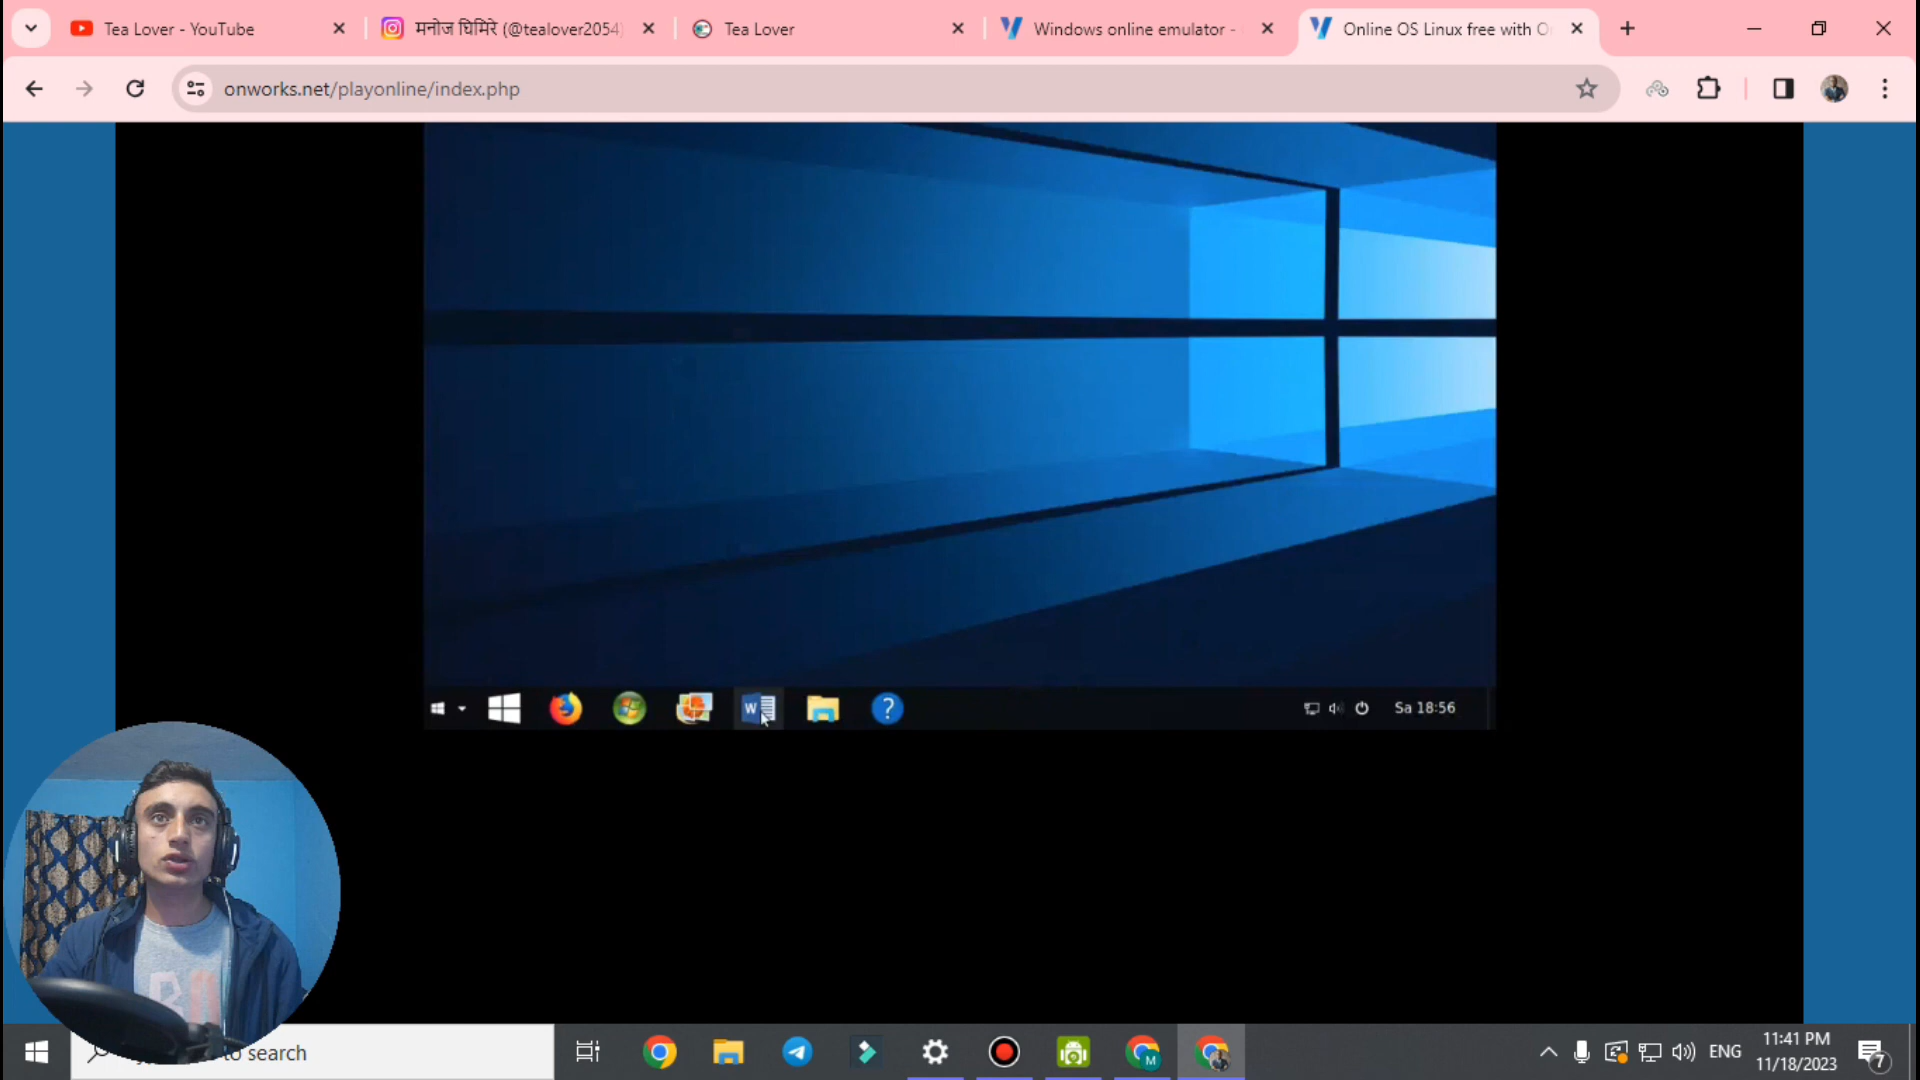 Tea Lover - YouTube
मनोज घिमिरे (@tealover2054)
Tea Lover
Windows online emulator -
Online OS Linux free with O
onworks.net/playonline/index.php
W
?
Sa 18:56
to search
M
ENG
11:41 PM
11/18/2023
7